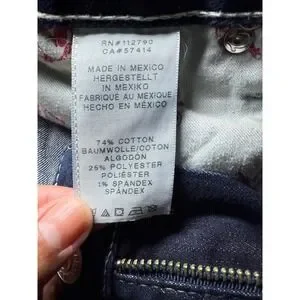 RN#112790
CA#57414
MADE IN MEXICO
HERGESTELLT
IN MEXIKO
FABRIQUÉ AU MEXIQUE
HECHO EN MÉXICO
74% COTTON
BAUMWOLLE/COTON
ALGODÓN
25% POLYESTER
POLIÉSTER
1% SPANDEX
SPANDEX